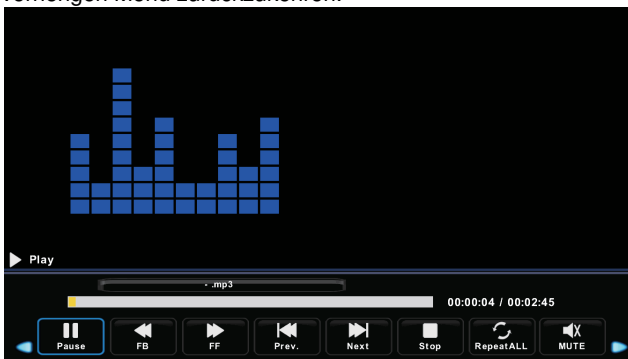 vorherigen Menü zurückzukehren.
Play
- .mp3
00:00:04 / 00:02:45
Pause FB FF Prev. Next Stop RepeatALL MUTE